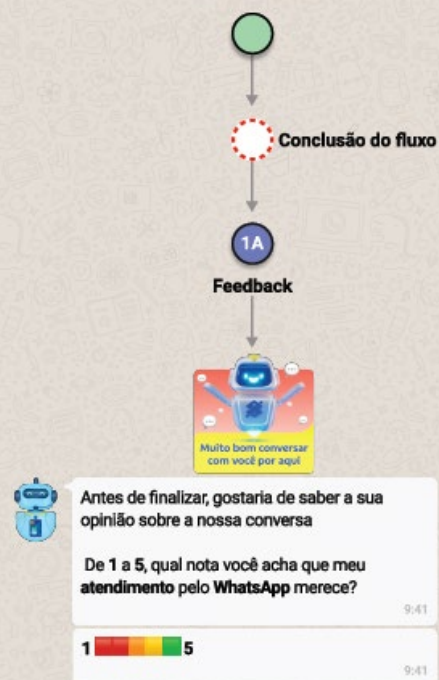 Conclusão do fluxo
1A
Feedback
Muito bom conversar
com você por aqui
Antes de finalizar, gostaria de saber a sua
opinião sobre a nossa conversa
De 1 a 5, qual nota você acha que meu
atendimento pelo WhatsApp merece?
9:41
1 5
9:41